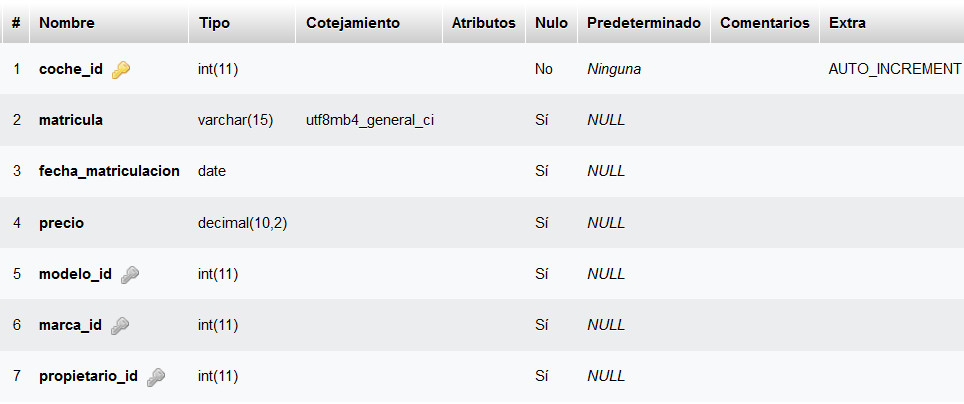 # Nombre Tipo Cotejamiento Atributos Nulo Predeterminado Comentarios Extra
1 coche_id int(11) No Ninguna AUTO_INCREMENT
2 matricula varchar(15) utf8mb4_general_ci Sí NULL
3 fecha_matriculacion date Sí NULL
4 precio decimal(10,2) Sí NULL
5 modelo_id int(11) Sí NULL
6 marca_id int(11) Sí NULL
7 propietario_id int(11) Sí NULL